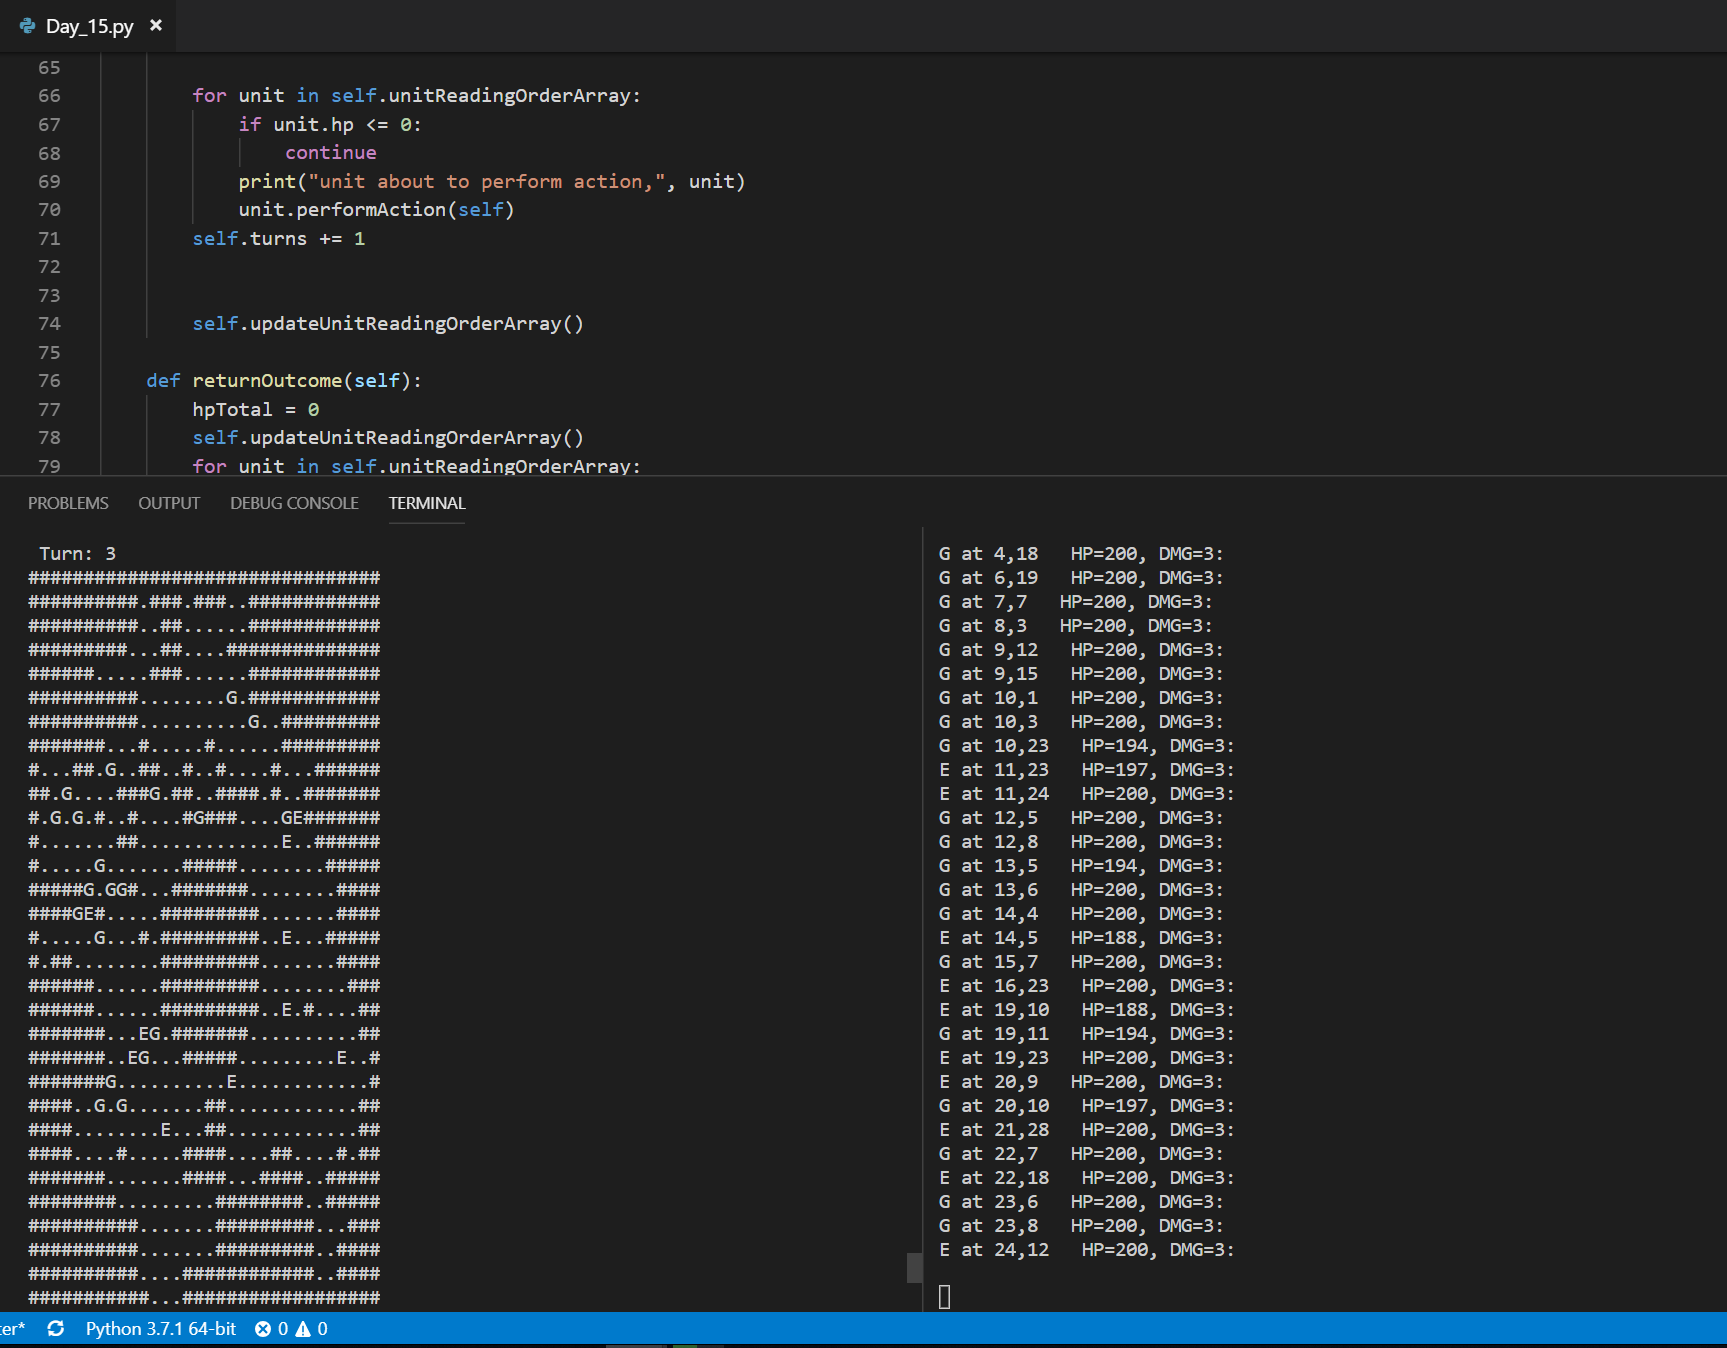 Day_15.py ×
65
66 for unit in self.unitReadingOrderArray:
67 if unit.hp <= 0:
68 continue
69 print("unit about to perform action,", unit)
70 unit.performAction(self)
71 self.turns += 1
72
73
74 self.updateUnitReadingOrderArray()
75
76 def returnOutcome(self):
77 hpTotal = 0
78 self.updateUnitReadingOrderArray()
79 for unit in self.unitReadingOrderArray:
PROBLEMS OUTPUT DEBUG CONSOLE TERMINAL
Turn: 3
################################
##########.###.###..############
##########..##......############
#########...##....##############
######.....###......############
##########........G.############
##########..........G..#########
#######...#.....#......#########
#...##.G..##..#..#....#...######
##.G....###G.##..####.#..#######
#.G.G.#..#....#G###....GE#######
#.......##.............E..######
#.....G.......#####........#####
#####G.GG#...#######........####
####GE#.....#########.......####
#.....G...#.#########..E...#####
#.##........#########.......####
######......#########........###
######......#########..E.#....##
#######...EG.#######..........##
#######..EG...#####.........E..#
#######G..........E............#
####..G.G.......##............##
####........E...##............##
####....#.....####....##....#.##
#######.......####...####..#####
########.........########..#####
##########.......#########...###
##########.......#########..####
##########....############..####
###########...##################
G at 4,18 HP=200, DMG=3:
G at 6,19 HP=200, DMG=3:
G at 7,7 HP=200, DMG=3:
G at 8,3 HP=200, DMG=3:
G at 9,12 HP=200, DMG=3:
G at 9,15 HP=200, DMG=3:
G at 10,1 HP=200, DMG=3:
G at 10,3 HP=200, DMG=3:
G at 10,23 HP=194, DMG=3:
E at 11,23 HP=197, DMG=3:
E at 11,24 HP=200, DMG=3:
G at 12,5 HP=200, DMG=3:
G at 12,8 HP=200, DMG=3:
G at 13,5 HP=194, DMG=3:
G at 13,6 HP=200, DMG=3:
G at 14,4 HP=200, DMG=3:
E at 14,5 HP=188, DMG=3:
G at 15,7 HP=200, DMG=3:
E at 16,23 HP=200, DMG=3:
E at 19,10 HP=188, DMG=3:
G at 19,11 HP=194, DMG=3:
E at 19,23 HP=200, DMG=3:
E at 20,9 HP=200, DMG=3:
G at 20,10 HP=197, DMG=3:
E at 21,28 HP=200, DMG=3:
G at 22,7 HP=200, DMG=3:
E at 22,18 HP=200, DMG=3:
G at 23,6 HP=200, DMG=3:
G at 23,8 HP=200, DMG=3:
E at 24,12 HP=200, DMG=3:
ter* Python 3.7.1 64-bit 0 0